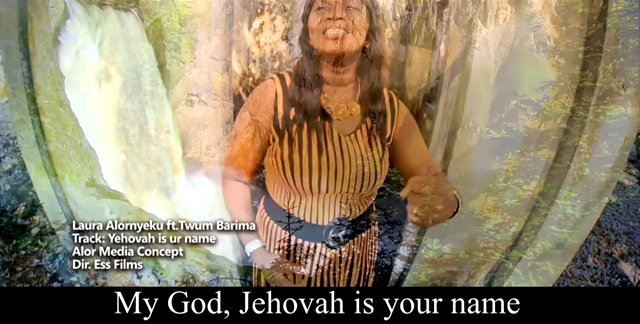 Laura Alornyeku ft.Twum Barima
Track: Yehovah is ur name
Alor Media Concept
Dir. Ess Films
My God, Jehovah is your name